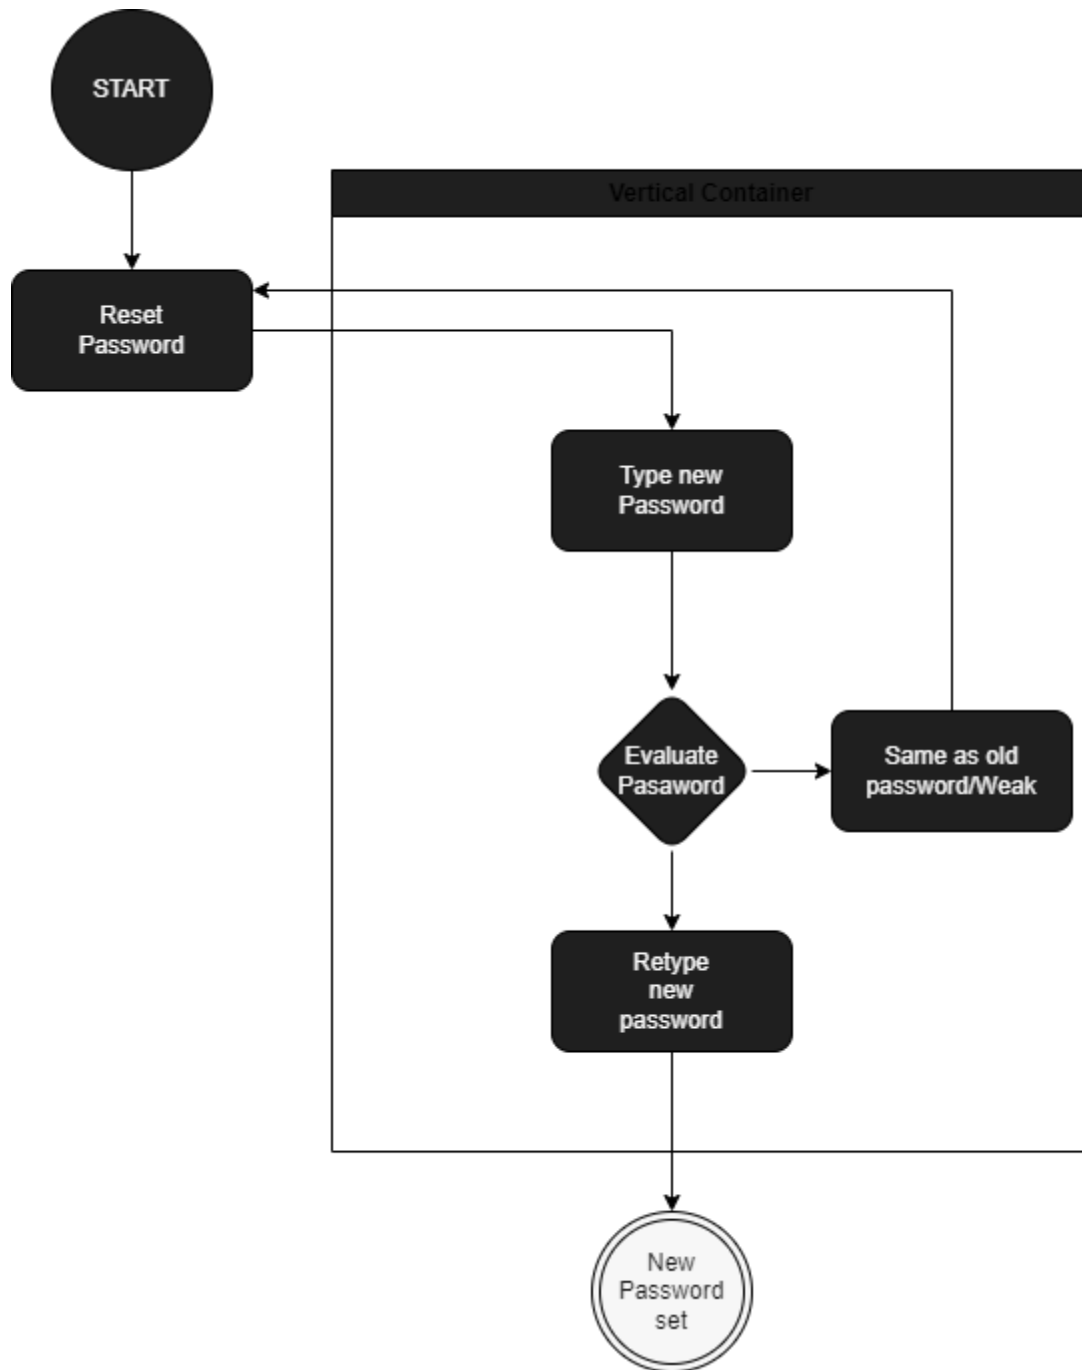 START
Vertical Container
Reset
Password
Type new
Password
Evaluate
Pasaword
Same as old
password/Weak
Retype
new
password
New
Password
set